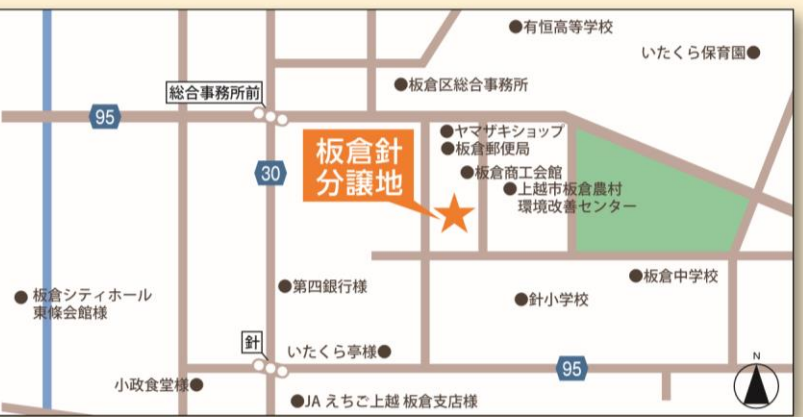 ●有恒高等学校
いたくら保育園●
●板倉区総合事務所
総合事務所前
95
●ヤマザキショップ
●板倉郵便局
板倉針
分譲地
30
●板倉商工会館
●上越市板倉農村
環境改善センター
●板倉中学校
●第四銀行様
●板倉シティホール
東條会館様
●針小学校
針
いたくら亭様●
95
N
小政食堂様●
●JA えちご上越 板倉支店様